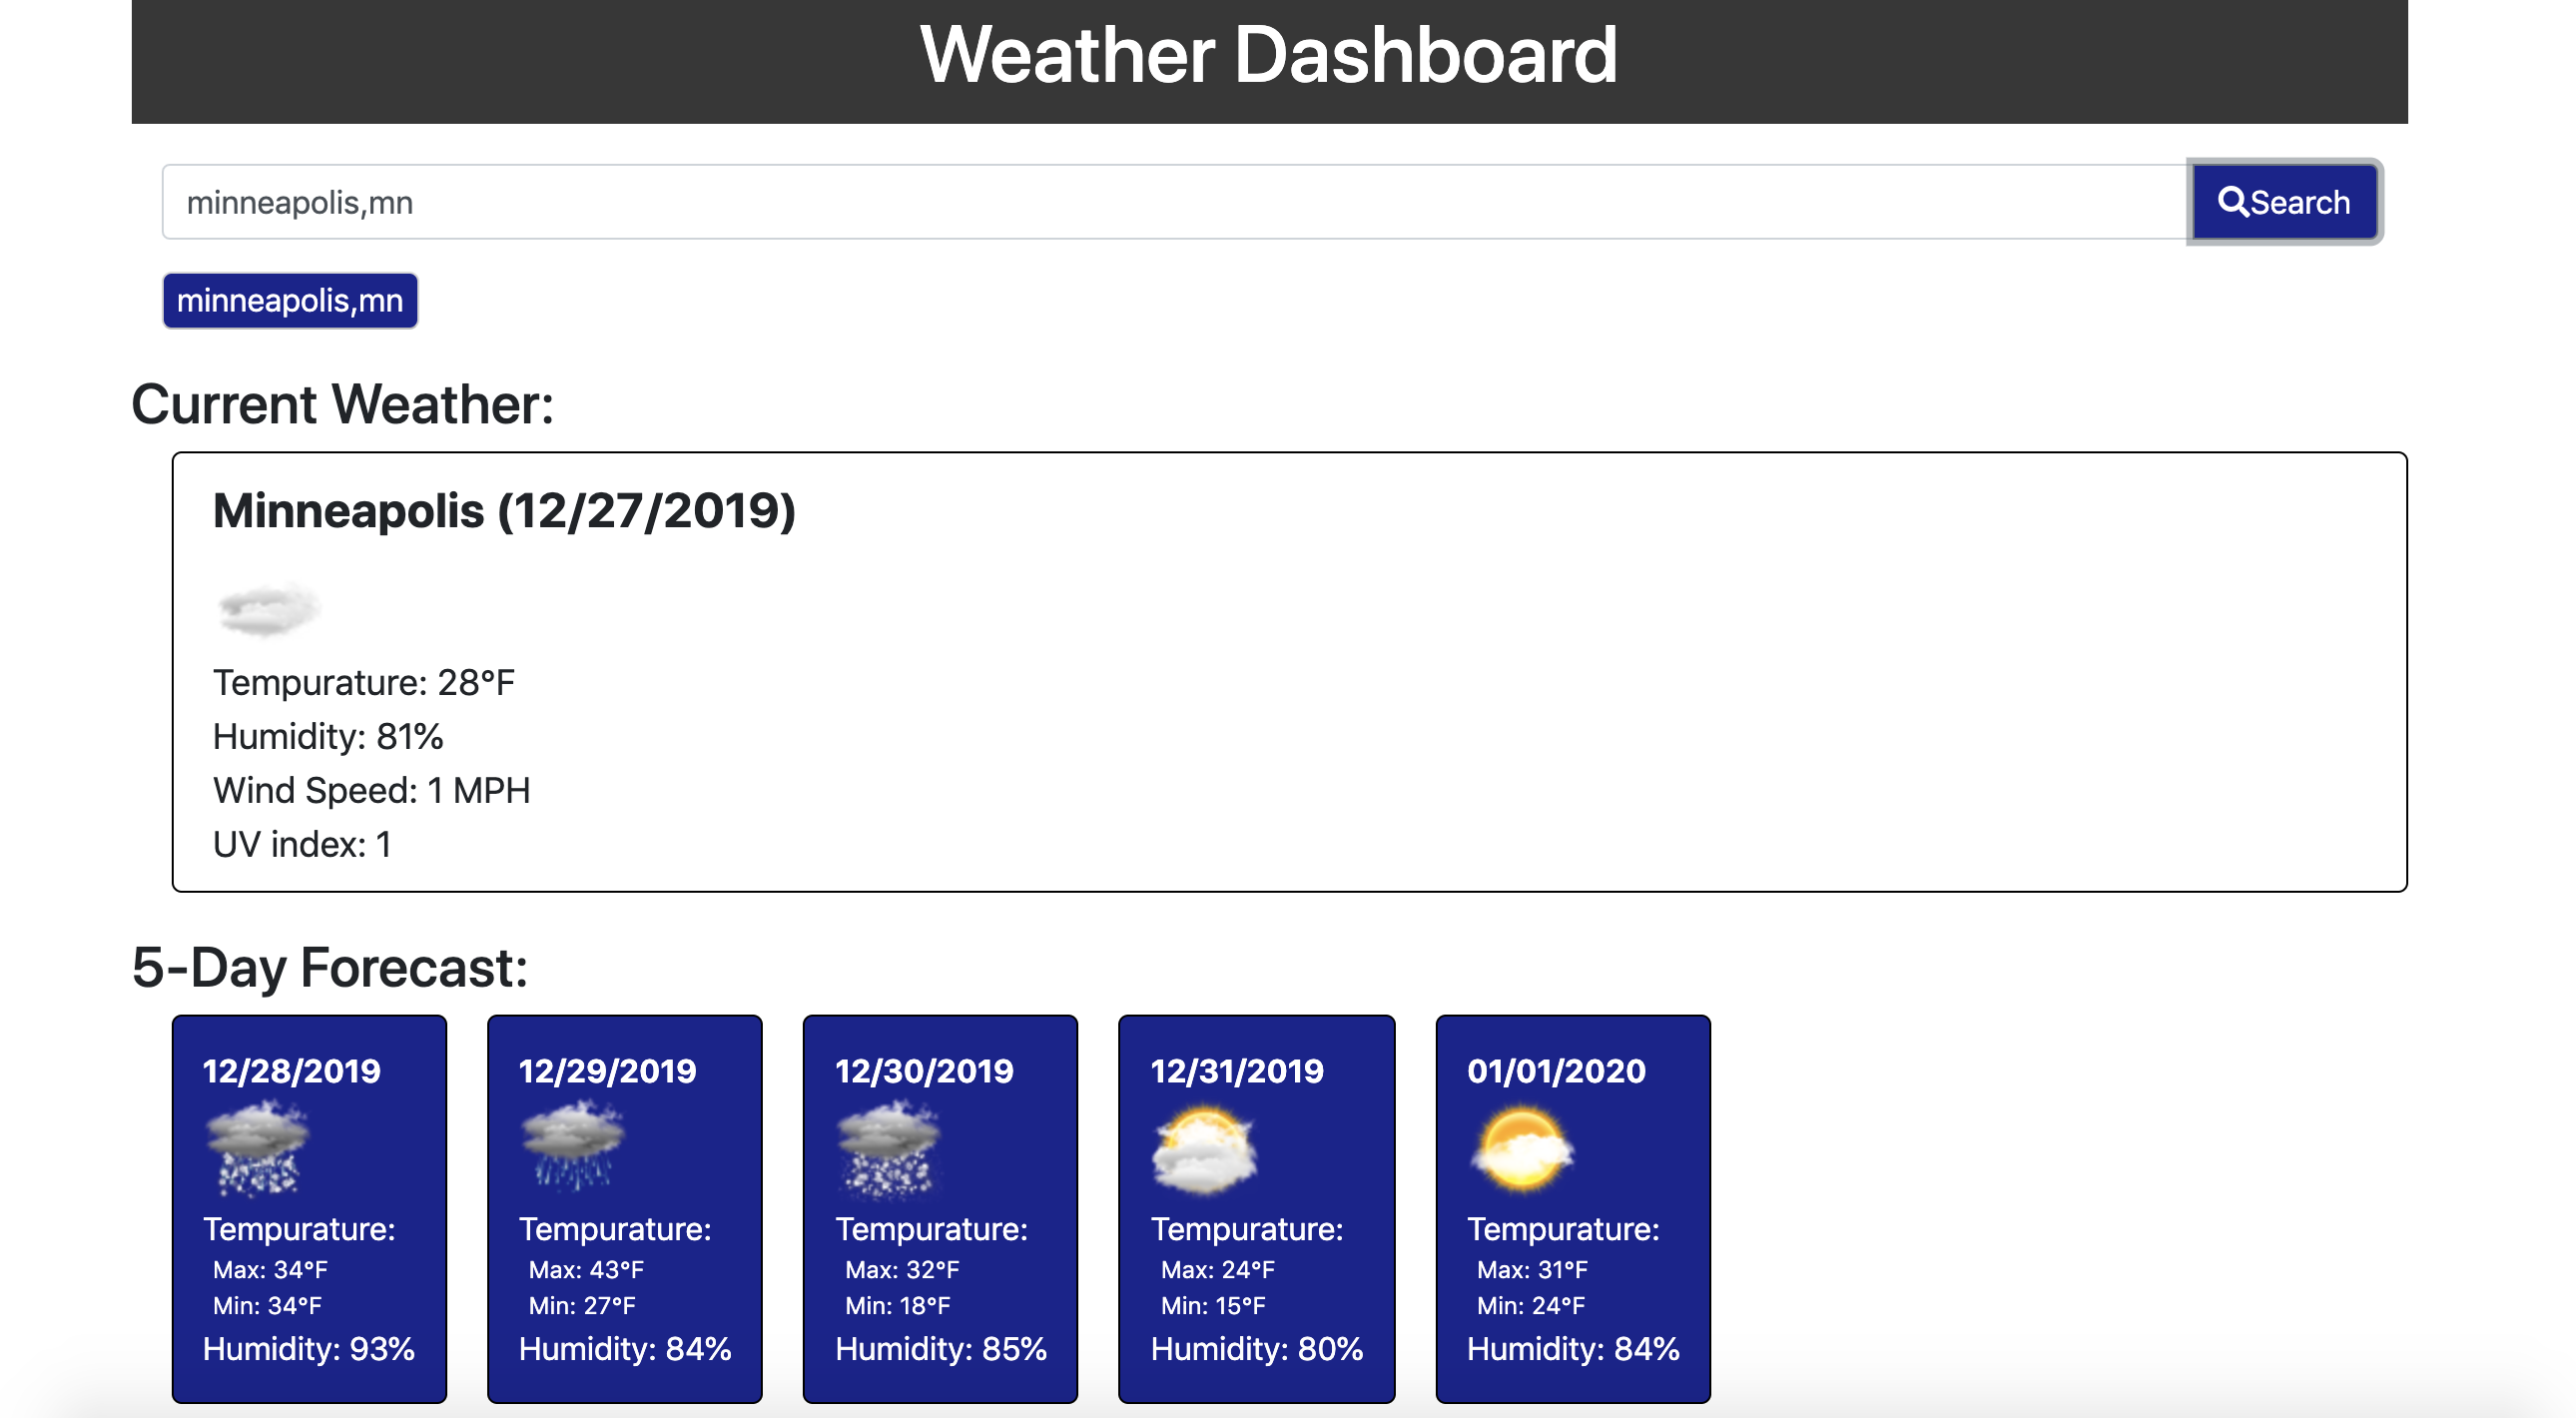 Weather Dashboard
minneapolis,mn
Search
minneapolis,mn
Current Weather:
Minneapolis (12/27/2019)
Tempurature: 28°F
Humidity: 81%
Wind Speed: 1 MPH
UV index: 1
5-Day Forecast:
12/28/2019
Tempurature:
Max: 34°F
Min: 34°F
Humidity: 93%
12/29/2019
Tempurature:
Max: 43°F
Min: 27°F
Humidity: 84%
12/30/2019
Tempurature:
Max: 32°F
Min: 18°F
Humidity: 85%
12/31/2019
Tempurature:
Max: 24°F
Min: 15°F
Humidity: 80%
01/01/2020
Tempurature:
Max: 31°F
Min: 24°F
Humidity: 84%